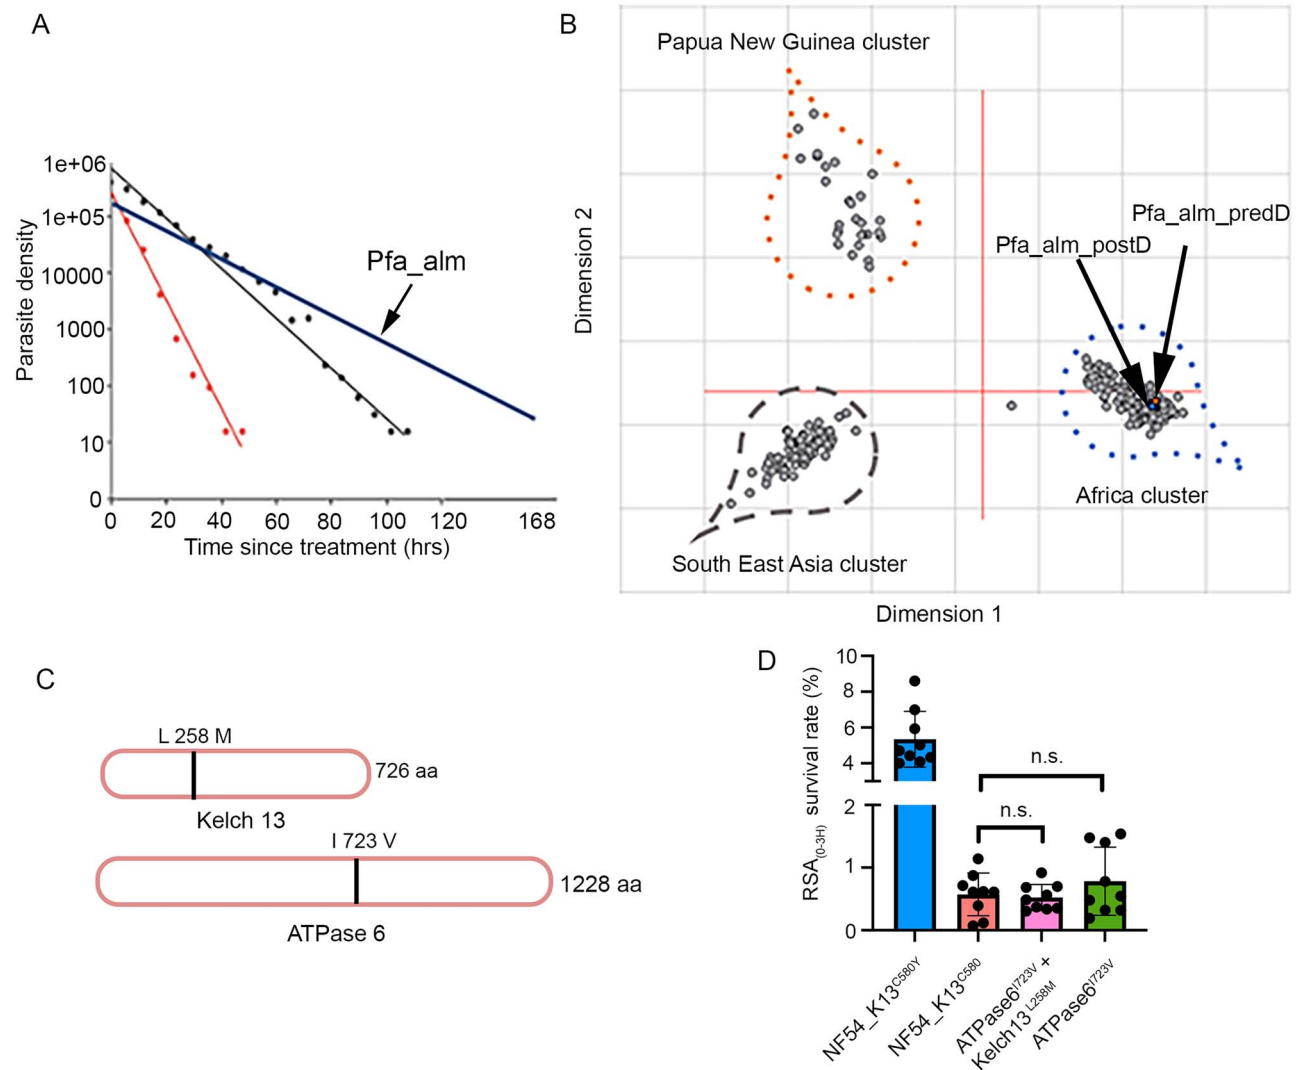 A
1e+06
1e+05
10000
1000
100
10
0
Parasite density
Pfa_alm
0 20 40 60 80 100 120 168
Time since treatment (hrs)
B
Papua New Guinea cluster
Dimension 2
Pfa_alm_predD
Pfa_alm_postD
Africa cluster
South East Asia cluster
Dimension 1
C
L 258 M
726 aa
Kelch 13
I 723 V
1228 aa
ATPase 6
D
RSA(0-3H) survival rate (%)
10
8
6
4
2
1
0
n.s.
n.s.
NF54_K13C580Y
NF54_K13C580
ATPase6I723V +
Kelch13 L258M
ATPase6I723V